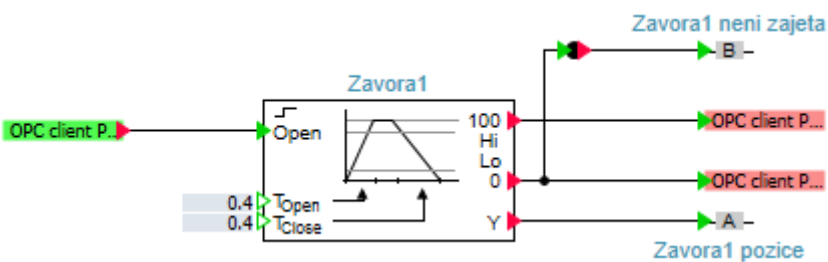 Zavora1 neni zajeta
B
Zavora1
OPC client P...
Open
100
OPC client P...
Hi
Lo
0
OPC client P...
0.4 TOpen
0.4 TClose
Y
A
Zavora1 pozice